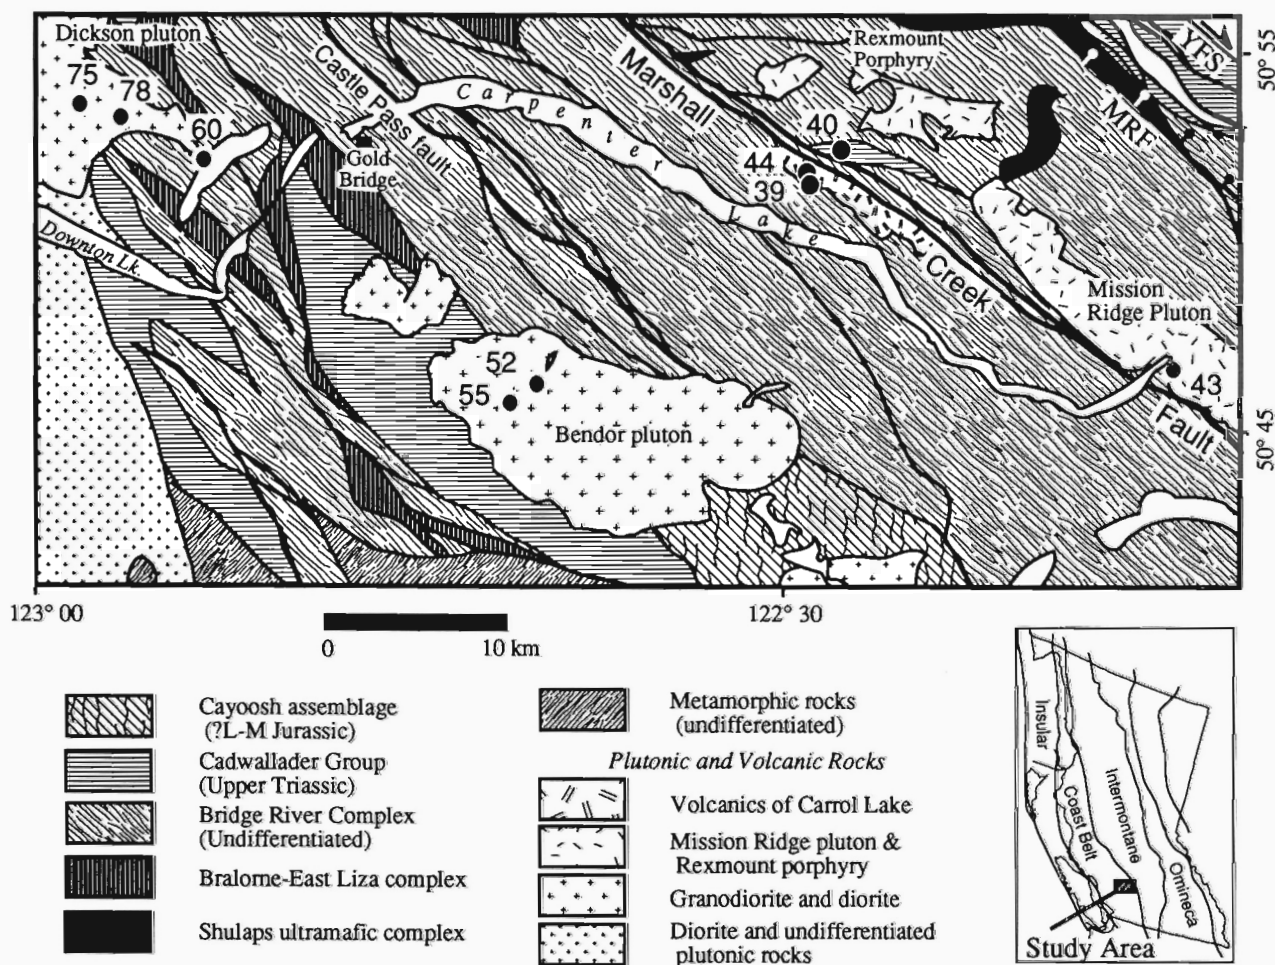 Dickson pluton
75
78
60
Castle Pass fault
Gold
Bridge
Carpenter
Lake
Downton Lk.
Marshall
Creek
Fault
Rexmount
Porphyry
YFS
MRF
40
44
39
Mission
Ridge Pluton
43
52
55
Bendor pluton
50° 55
50° 45
123° 00
122° 30
0
10 km
Cayoosh assemblage
(?L-M Jurassic)
Cadwallader Group
(Upper Triassic)
Bridge River Complex
(Undifferentiated)
Bralorne-East Liza complex
Shulaps ultramafic complex
Metamorphic rocks
(undifferentiated)
Plutonic and Volcanic Rocks
Volcanics of Carrol Lake
Mission Ridge pluton &
Rexmount porphyry
Granodiorite and diorite
Diorite and undifferentiated
plutonic rocks
Insular
Coast Belt
Intermontane
Omineca
Study Area